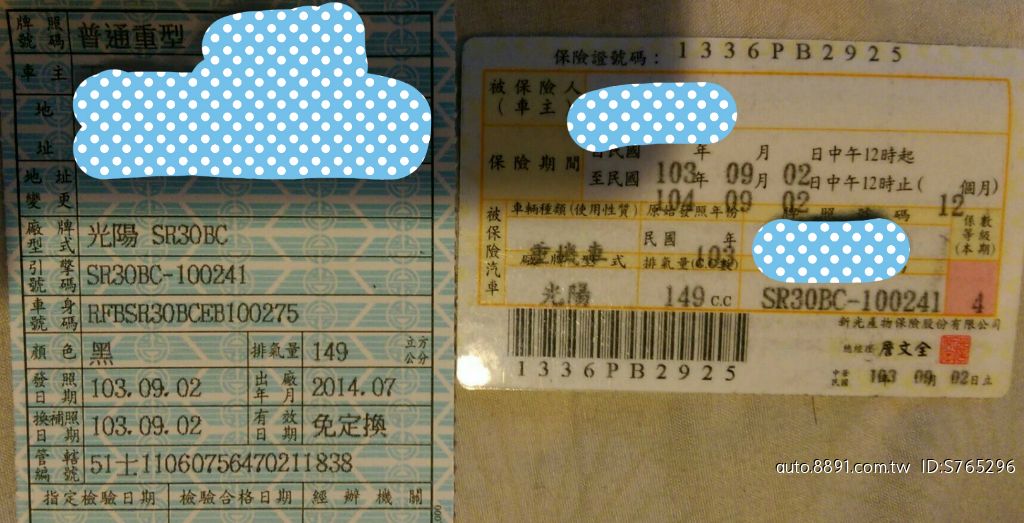 牌照號碼 普通重型
車主
地
址
地址變更
廠牌型式 光陽 SR30BC
引擎號碼 SR30BC-100241
車身號碼 RFBSR30BCEB100275
顏色 黑 排氣量 149 立方公分
發照日期 103.09.02 出廠年月 2014.07
換補照日期 103.09.02 有效日期 免定換
管轄編號 51士11060756470211838
指定檢驗日期 檢驗合格日期 經辦機關
保險證號碼: 1336PB2925
被保險人
(車主)
保險期間 自民國 103 年 09 月 02 日中午12時起
至民國 104 年 09 月 02 日中午12時止( 12 個月)
被保險汽車
車輛種類(使用性質) 原始發照年份 牌照號碼 係數等級(本期)
重機車 民國 103 年
廠牌型式 排氣量(C.C數)
光陽 149 c.c SR30BC-100241 4
新光產物保險股份有限公司
1336PB2925
總經理 詹文全
中華民國 103 年 09 月 02 日立
auto.8891.com.tw ID:S765296